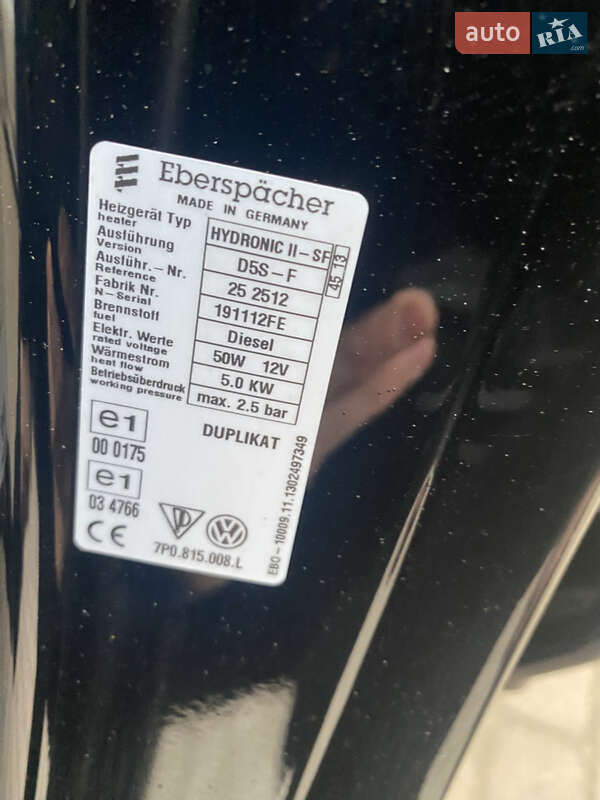 auto RIA.com
Eberspächer
MADE IN GERMANY
Heizgerät Typ HYDRONIC II-SF
heater
Ausführung D5S-F
Version
Ausführ.-Nr. 25 2512
Reference
Fabrik Nr. 191112FE
N-Serial
Brennstoff Diesel
fuel
Elektr. Werte 50W 12V
rated voltage
Wärmestrom 5.0 KW
heat flow
Betriebsüberdruck max. 2.5 bar
working pressure
45 13
e1
00 0175
DUPLIKAT
e1
03 4766
CE
VW
7P0.815.008.L
EBO-10009.11.1302497349